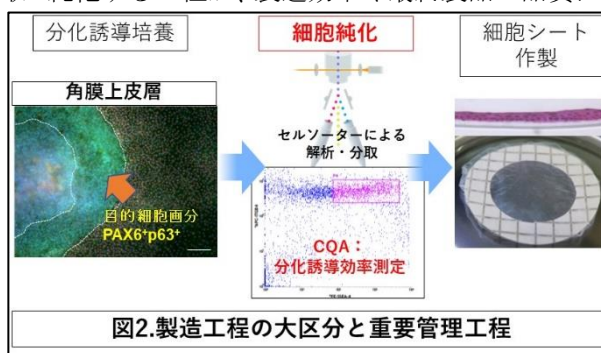 分化誘導培養
細胞純化
細胞シート
作製
角膜上皮層
目的細胞画分
PAX6⁺p63⁺
セルソーターによる
解析・分取
CQA：
分化誘導効率測定
図2.製造工程の大区分と重要管理工程